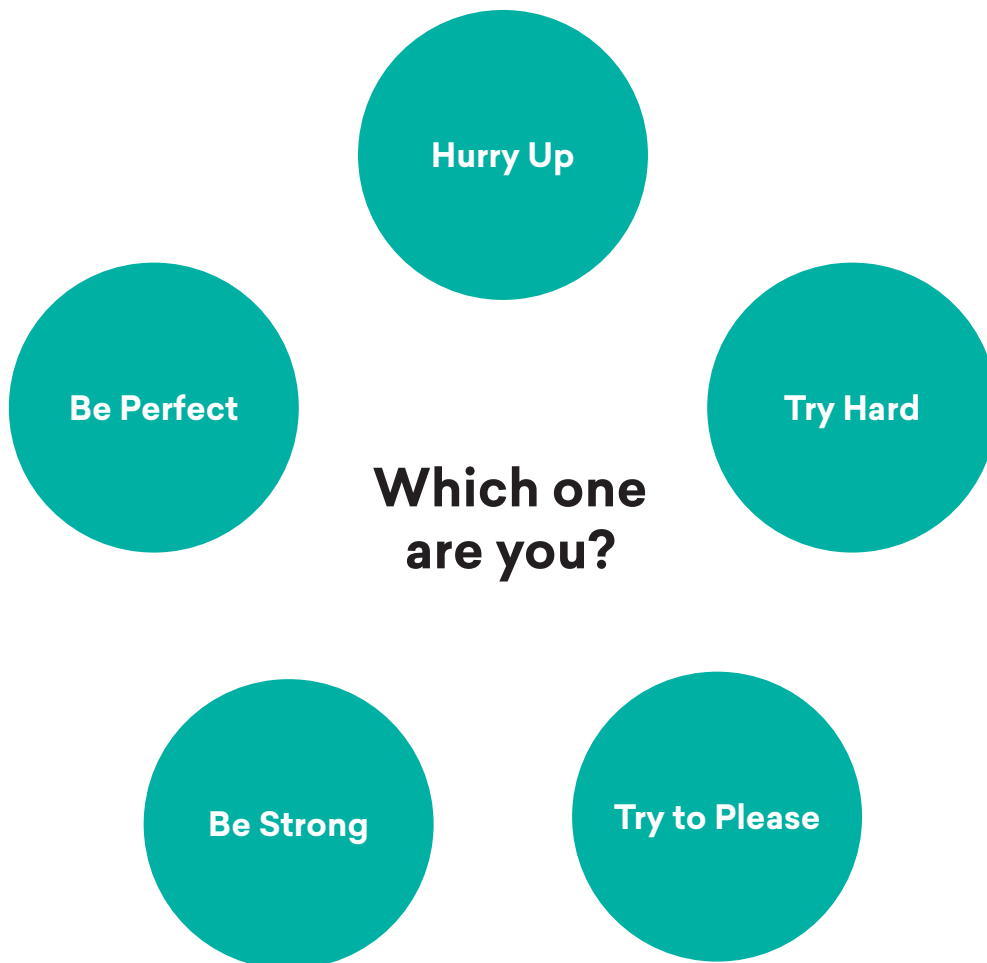 Hurry Up
Be Perfect
Try Hard
Which one
are you?
Be Strong
Try to Please